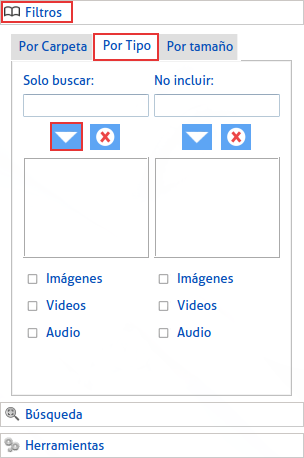 Filtros
Por Carpeta Por Tipo Por tamaño
Solo buscar: No incluir:
Imágenes Imágenes
Videos Videos
Audio Audio
Búsqueda
Herramientas